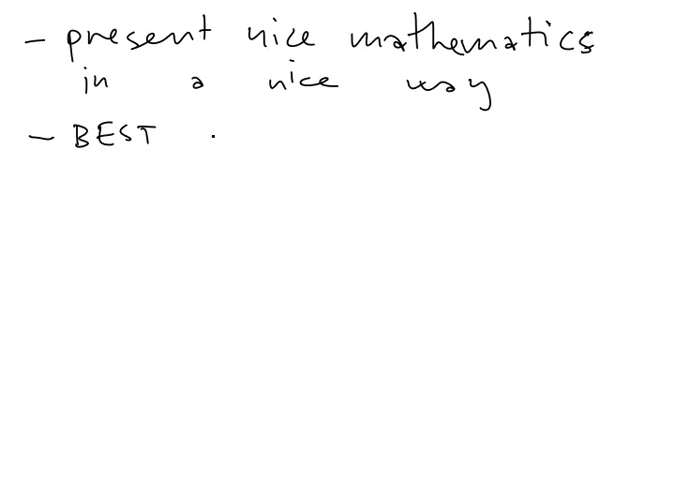 - present nice mathematics
in a nice way
- BEST